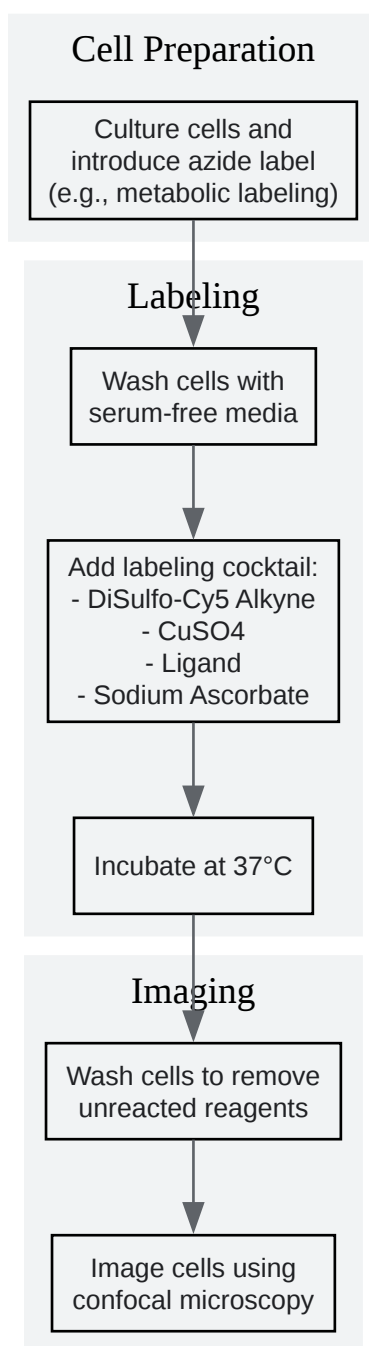 Cell Preparation
Culture cells and
introduce azide label
(e.g., metabolic labeling)
Labeling
Wash cells with
serum-free media
Add labeling cocktail:
- DiSulfo-Cy5 Alkyne
- CuSO4
- Ligand
- Sodium Ascorbate
Incubate at 37°C
Imaging
Wash cells to remove
unreacted reagents
Image cells using
confocal microscopy